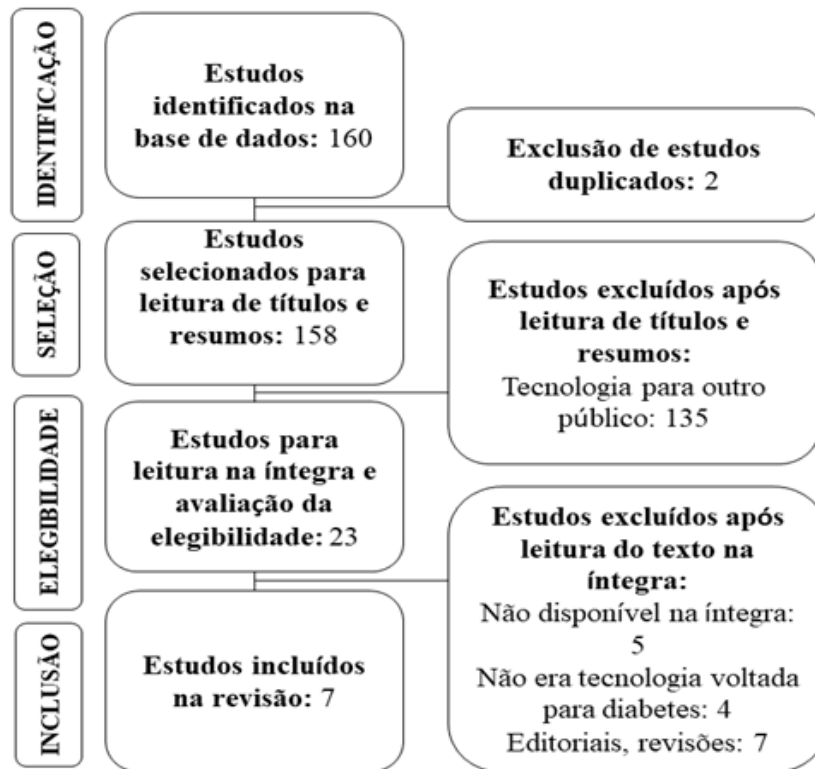 IDENTIFICAÇÃO
Estudos
identificados na
base de dados: 160
Exclusão de estudos
duplicados: 2
SELEÇÃO
Estudos
selecionados para
leitura de títulos e
resumos: 158
Estudos excluídos após
leitura de títulos e
resumos:
Tecnologia para outro
público: 135
ELEGIBILIDADE
Estudos para
leitura na íntegra e
avaliação da
elegibilidade: 23
Estudos excluídos após
leitura do texto na
íntegra:
Não disponível na íntegra:
5
Não era tecnologia voltada
para diabetes: 4
Editoriais, revisões: 7
INCLUSÃO
Estudos incluídos
na revisão: 7